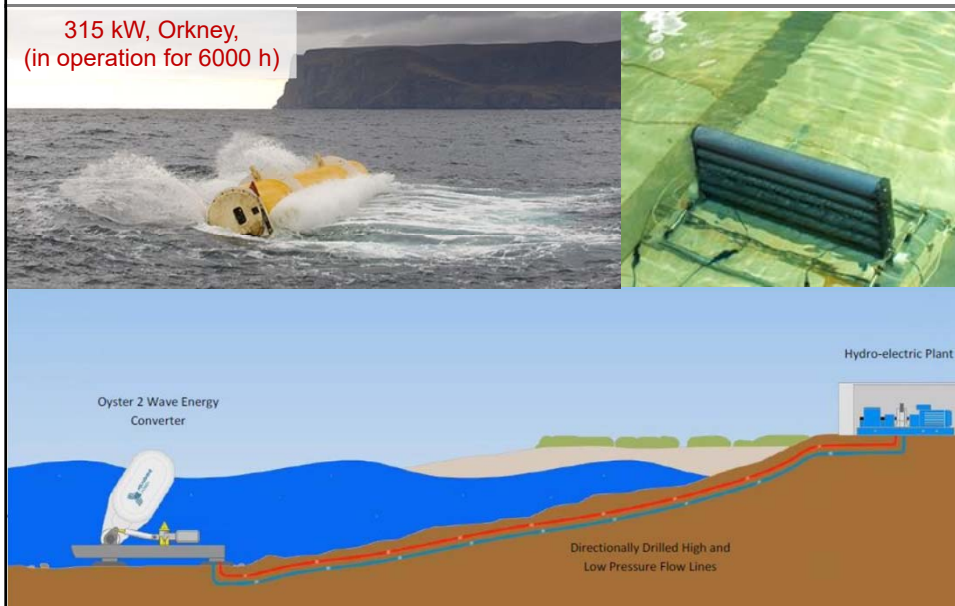 315 kW, Orkney,
(in operation for 6000 h)
Hydro-electric Plant
Oyster 2 Wave Energy
Converter
Directionally Drilled High and
Low Pressure Flow Lines